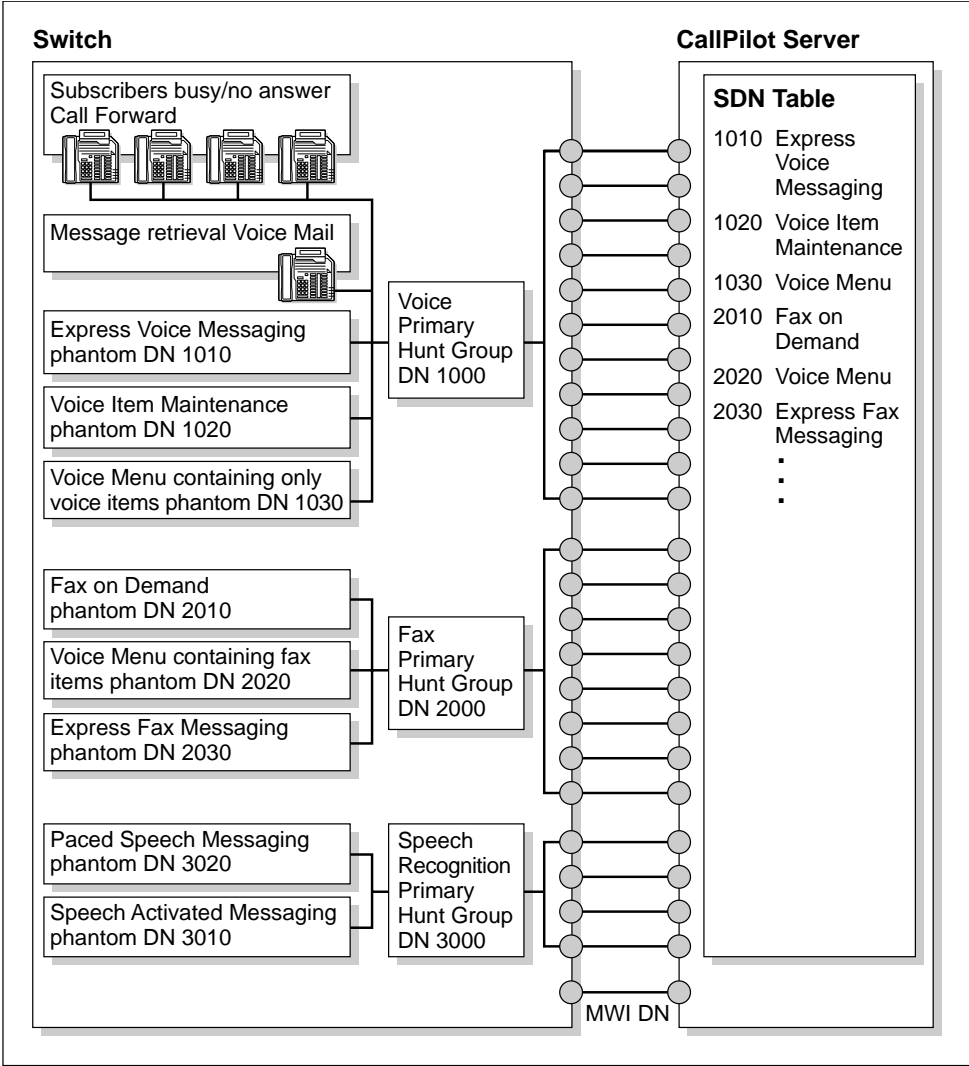 Switch
CallPilot Server
Subscribers busy/no answer
Call Forward
Message retrieval Voice Mail
Express Voice Messaging
phantom DN 1010
Voice Item Maintenance
phantom DN 1020
Voice Menu containing only
voice items phantom DN 1030
Voice
Primary
Hunt Group
DN 1000
Fax on Demand
phantom DN 2010
Voice Menu containing fax
items phantom DN 2020
Express Fax Messaging
phantom DN 2030
Fax
Primary
Hunt Group
DN 2000
Paced Speech Messaging
phantom DN 3020
Speech Activated Messaging
phantom DN 3010
Speech
Recognition
Primary
Hunt Group
DN 3000
MWI DN
SDN Table
1010 Express
Voice
Messaging
1020 Voice Item
Maintenance
1030 Voice Menu
2010 Fax on
Demand
2020 Voice Menu
2030 Express Fax
Messaging